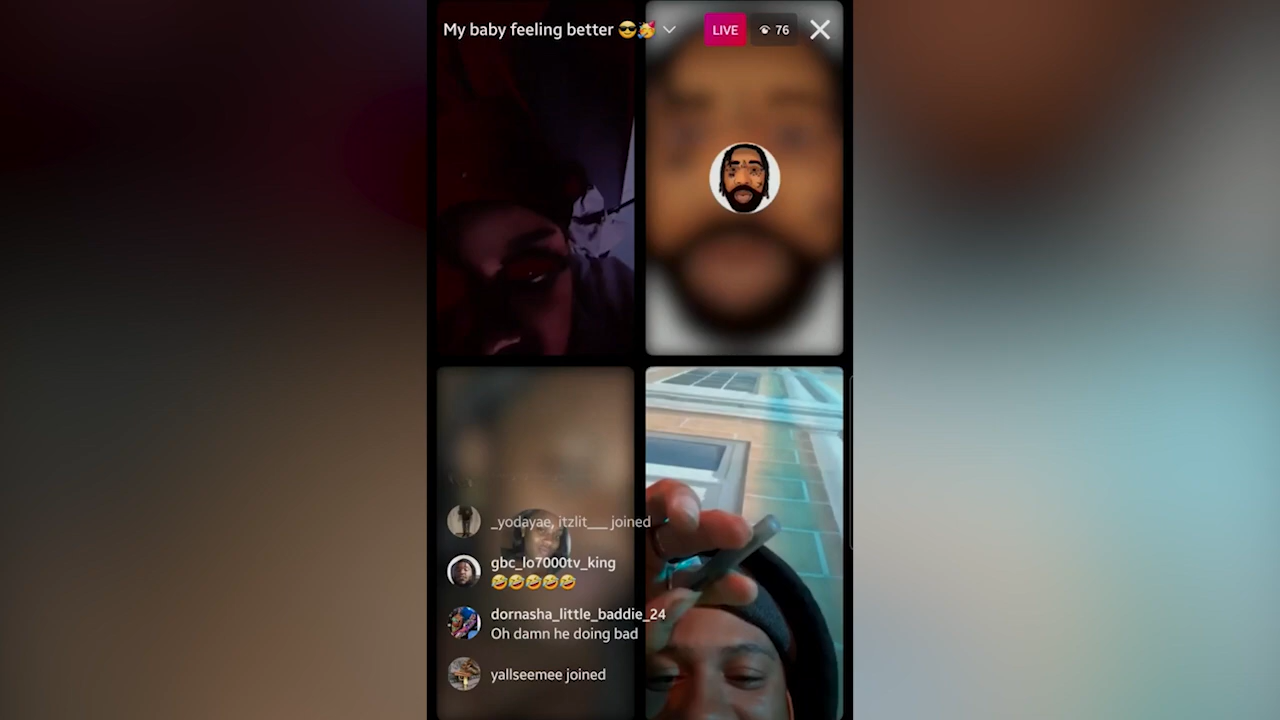 My baby feeling better 😎🥳
LIVE
76
_yodayae, itzlit___ joined
gbc_lo7000tv_king
🤣🤣🤣🤣🤣
dornasha_little_baddie_24
Oh damn he doing bad
yallseemee joined